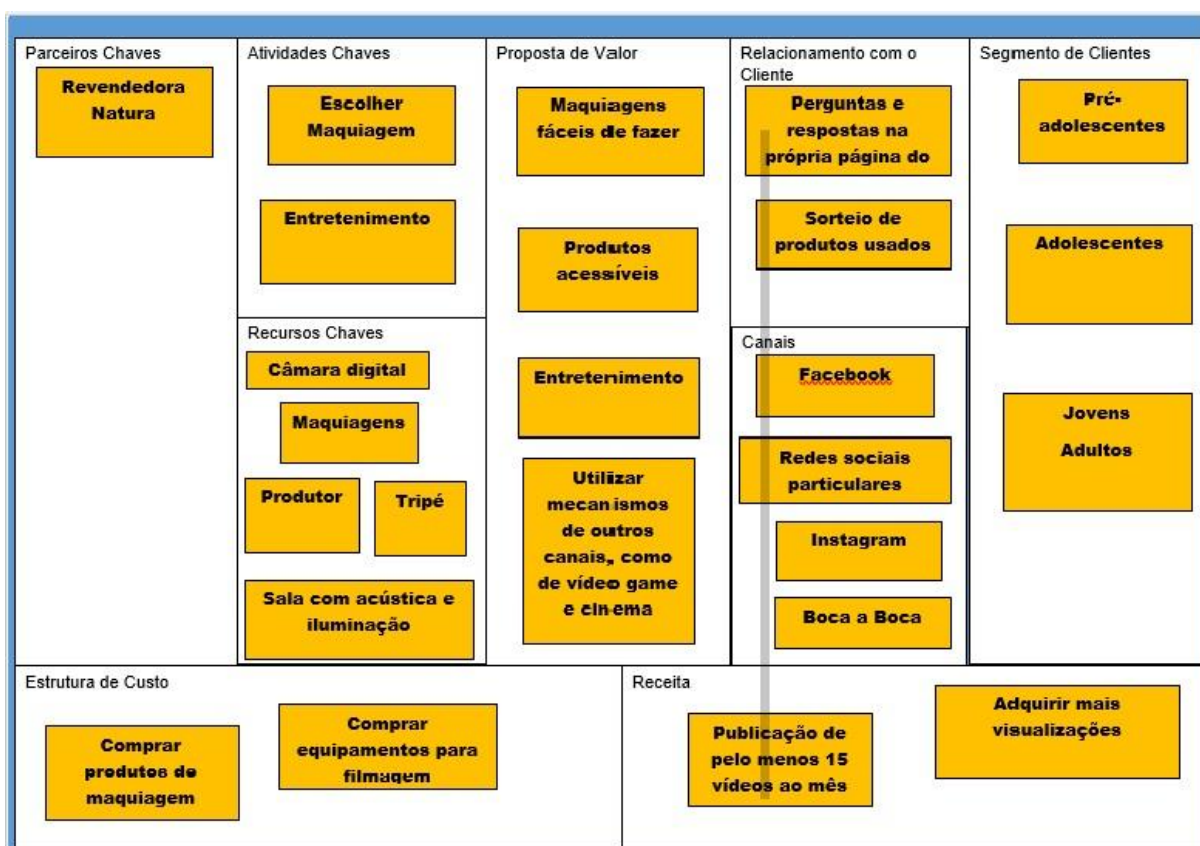 Parceiros Chaves
Revendedora
Natura
Atividades Chaves
Escolher
Maquiagem
Entretenimento
Recursos Chaves
Câmara digital
Maquiagens
Produtor
Tripé
Sala com acústica e
iluminação
Proposta de Valor
Maquiagens
fáceis de fazer
Produtos
acessíveis
Entretenimento
Utilizar
mecanismos
de outros
canais, como
de vídeo game
e cinema
Relacionamento com o
Cliente
Perguntas e
respostas na
própria página do
Sorteio de
produtos usados
Canais
Facebook
Redes sociais
particulares
Instagram
Boca a Boca
Segmento de Clientes
Pré-
adolescentes
Adolescentes
Jovens
Adultos
Estrutura de Custo
Comprar
produtos de
maquiagem
Comprar
equipamentos para
filmagem
Receita
Publicação de
pelo menos 15
vídeos ao mês
Adquirir mais
visualizações